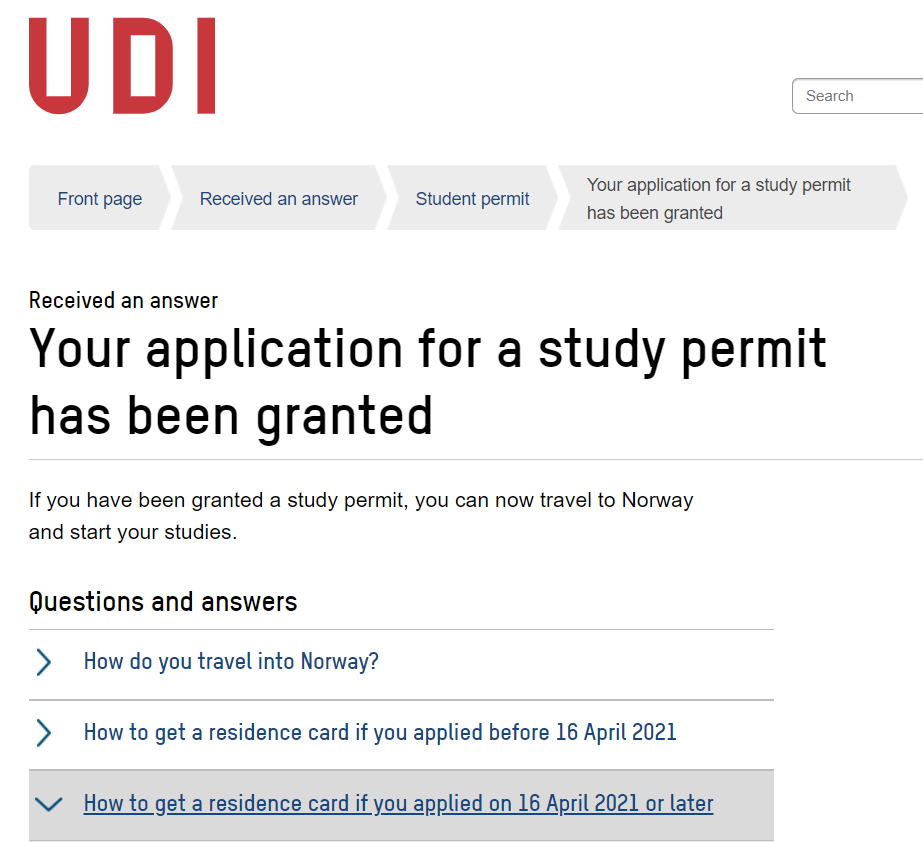 UDI
Search
Front page
Received an answer
Student permit
Your application for a study permit
has been granted
Received an answer
Your application for a study permit
has been granted
If you have been granted a study permit, you can now travel to Norway
and start your studies.
Questions and answers
How do you travel into Norway?
How to get a residence card if you applied before 16 April 2021
How to get a residence card if you applied on 16 April 2021 or later